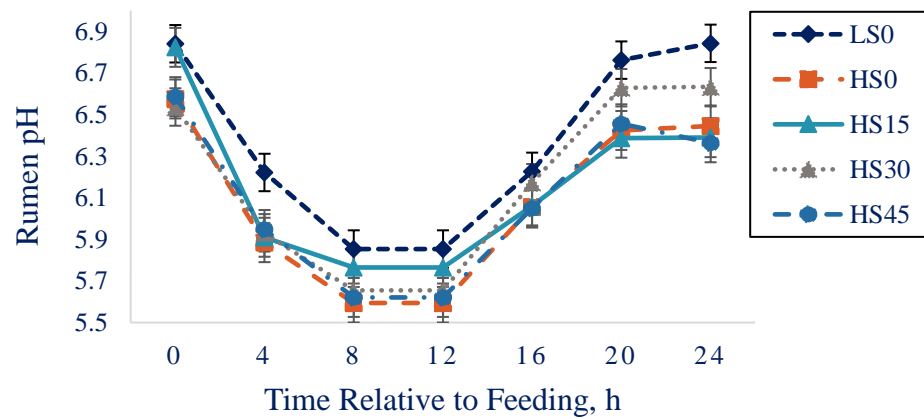 6.9
6.7
6.5
6.3
6.1
5.9
5.7
5.5
Rumen pH
0 4 8 12 16 20 24
Time Relative to Feeding, h
LS0
HS0
HS15
HS30
HS45